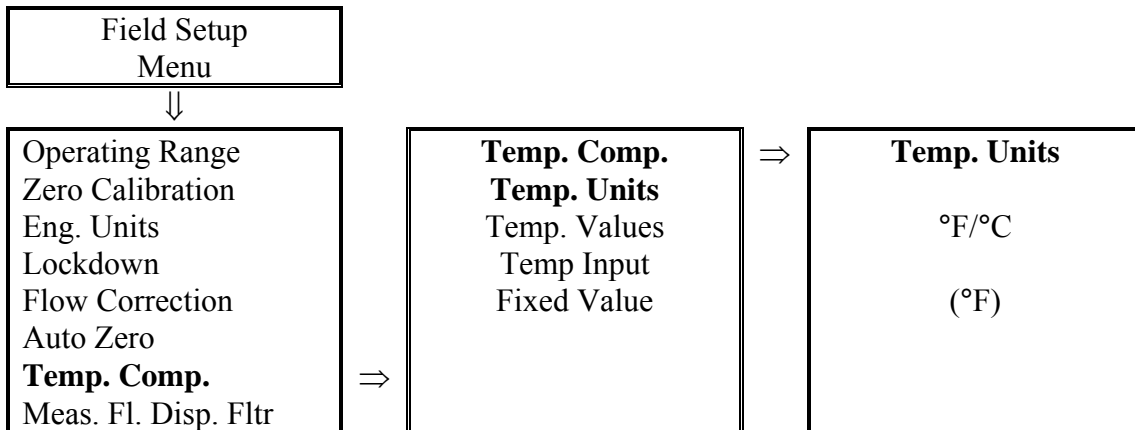 Field Setup
Menu
⇓
Operating Range
Zero Calibration
Eng. Units
Lockdown
Flow Correction
Auto Zero
Temp. Comp.
Meas. Fl. Disp. Fltr
⇒
Temp. Comp.
Temp. Units
Temp. Values
Temp Input
Fixed Value
⇒
Temp. Units
°F/°C
(°F)